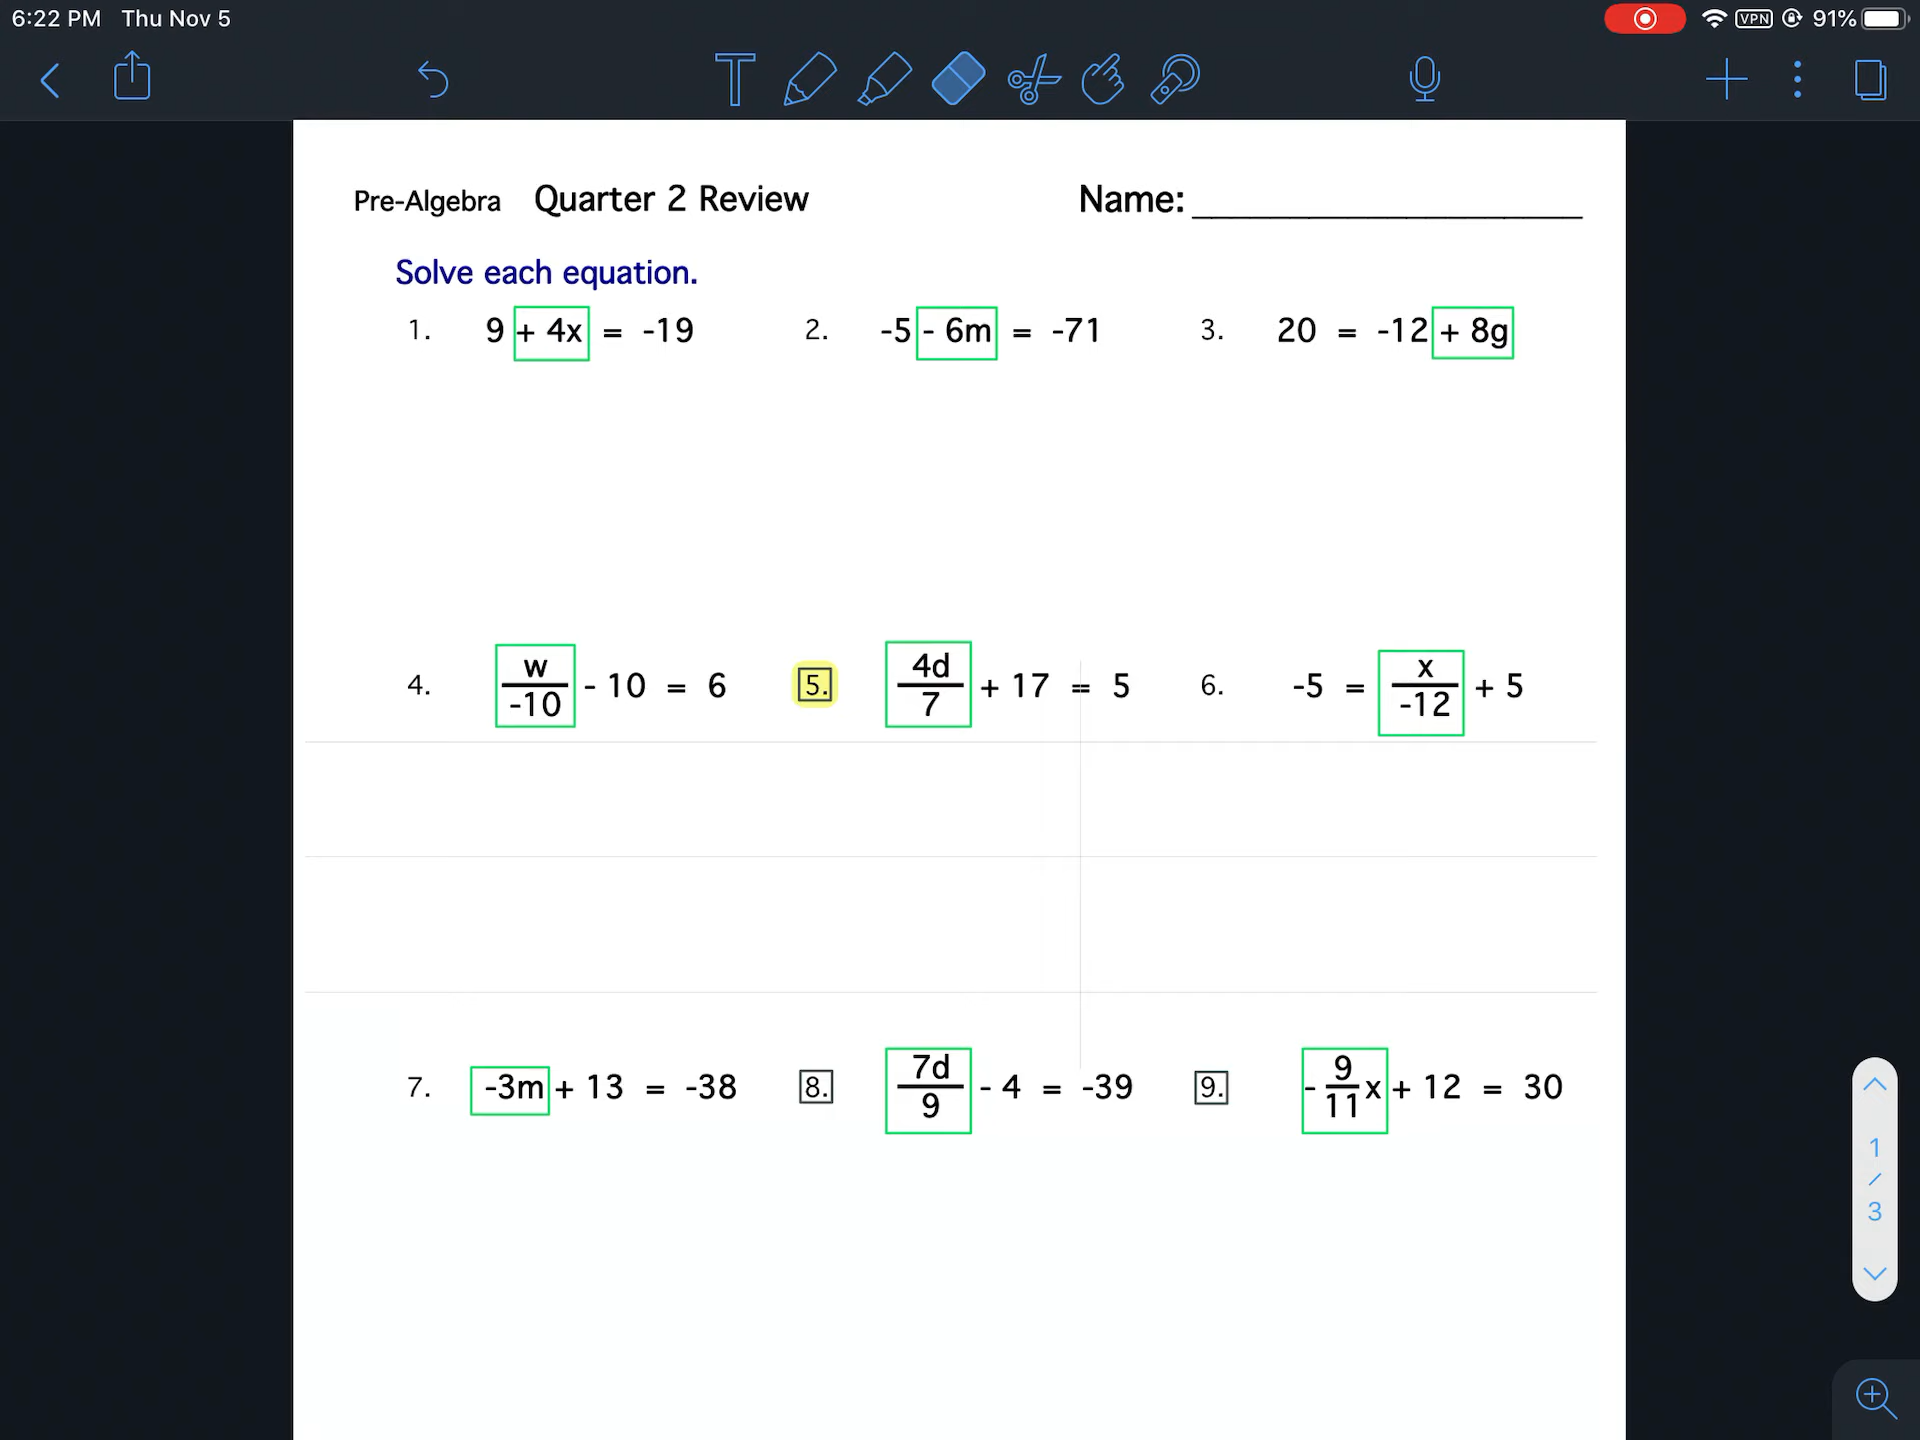 6:22 PM Thu Nov 5 VPN 91%
Pre-Algebra Quarter 2 Review Name: ____________________
Solve each equation.
1. 9 + 4x = -19 2. -5 - 6m = -71 3. 20 = -12 + 8g
4. w/-10 - 10 = 6 5. 4d/7 + 17 = 5 6. -5 = x/-12 + 5
7. -3m + 13 = -38 8. 7d/9 - 4 = -39 9. -9/11x + 12 = 30
1
/
3